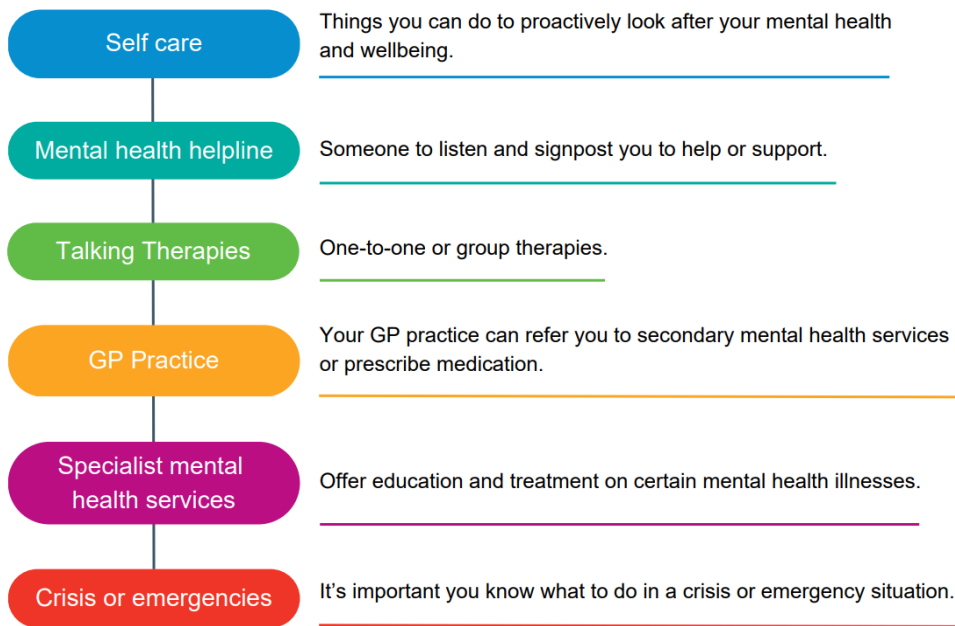 Self care
Things you can do to proactively look after your mental health
and wellbeing.
Mental health helpline
Someone to listen and signpost you to help or support.
Talking Therapies
One-to-one or group therapies.
GP Practice
Your GP practice can refer you to secondary mental health services
or prescribe medication.
Specialist mental
health services
Offer education and treatment on certain mental health illnesses.
Crisis or emergencies
It’s important you know what to do in a crisis or emergency situation.